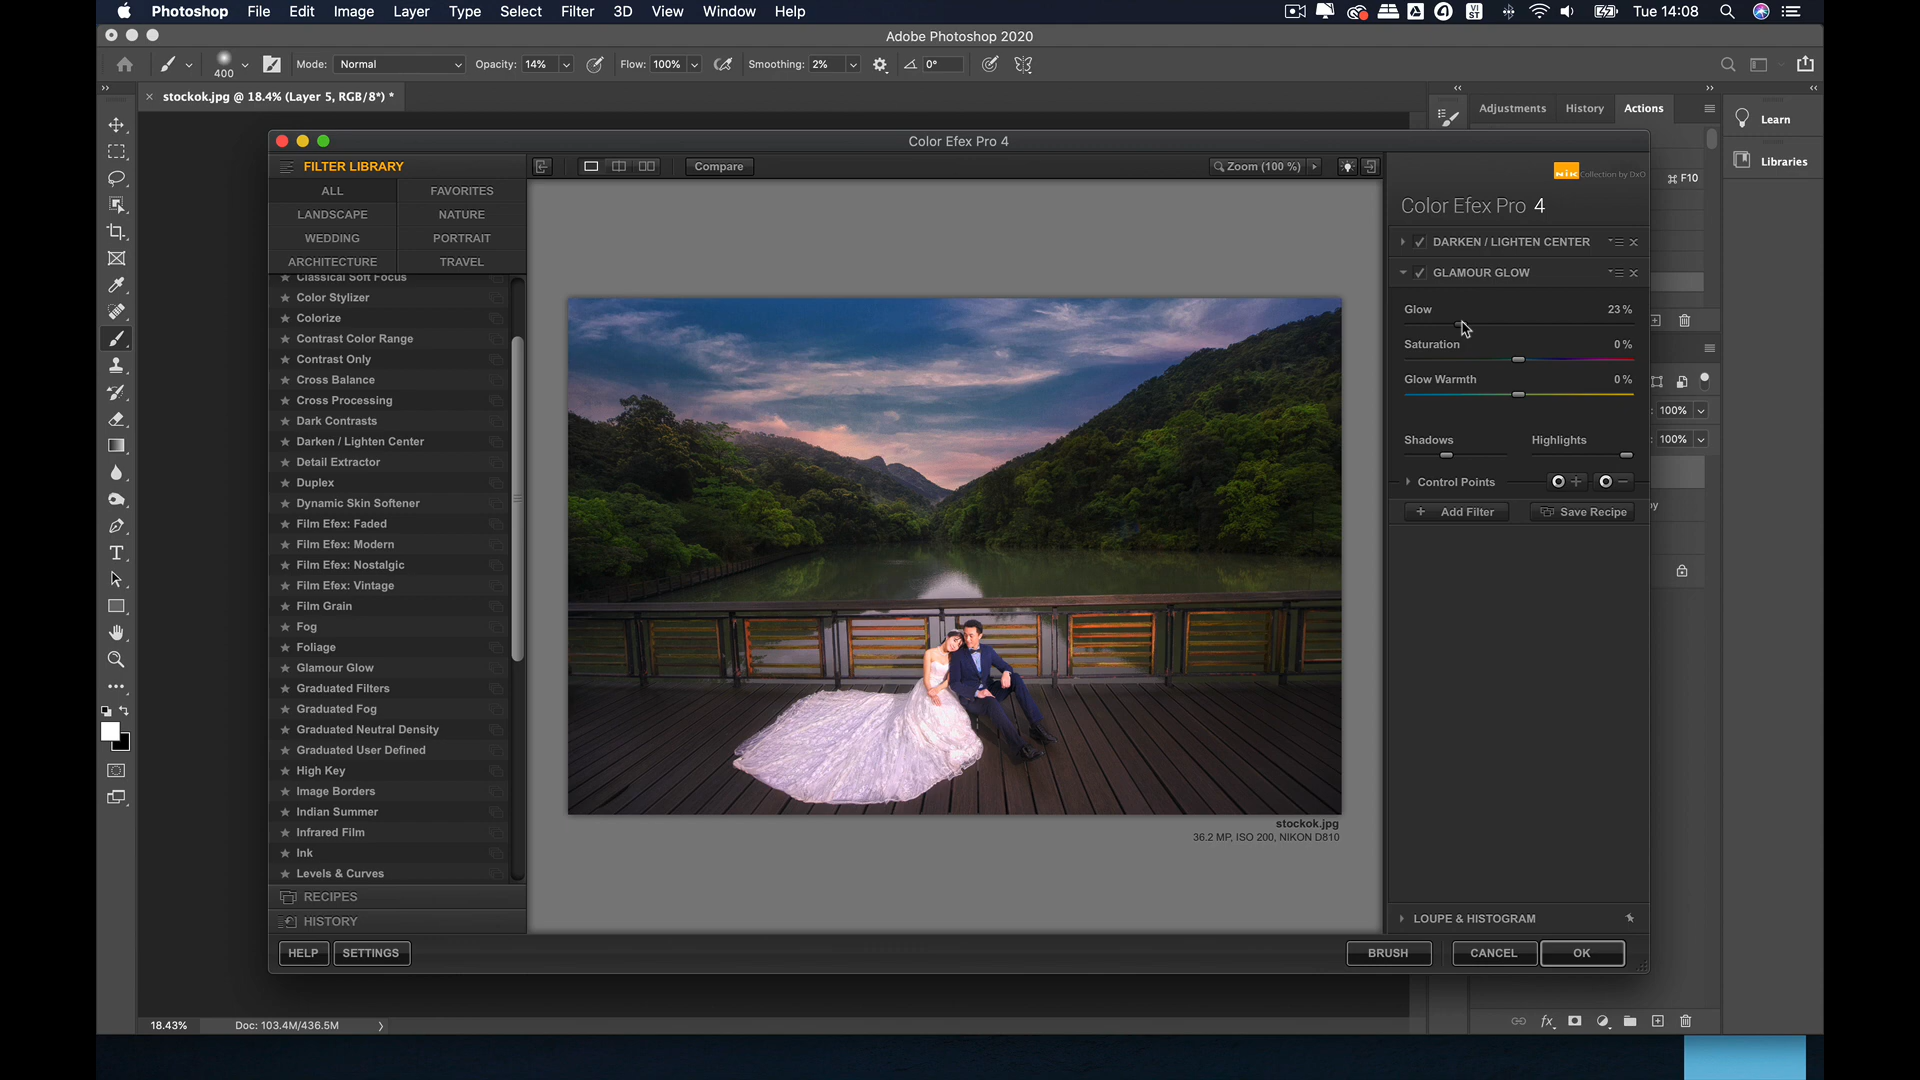 Photoshop File Edit Image Layer Type Select Filter 3D View Window Help
VI
ST
Tue 14:08
Adobe Photoshop 2020
400
Mode: Normal
Opacity: 14%
Flow: 100%
Smoothing: 2%
0°
stockok.jpg @ 18.4% (Layer 5, RGB/8*) *
Adjustments History Actions
Learn
Libraries
F10
Color Efex Pro 4
FILTER LIBRARY
ALL FAVORITES
LANDSCAPE NATURE
WEDDING PORTRAIT
ARCHITECTURE TRAVEL
Classical Soft Focus
Color Stylizer
Colorize
Contrast Color Range
Contrast Only
Cross Balance
Cross Processing
Dark Contrasts
Darken / Lighten Center
Detail Extractor
Duplex
Dynamic Skin Softener
Film Efex: Faded
Film Efex: Modern
Film Efex: Nostalgic
Film Efex: Vintage
Film Grain
Fog
Foliage
Glamour Glow
Graduated Filters
Graduated Fog
Graduated Neutral Density
Graduated User Defined
High Key
Image Borders
Indian Summer
Infrared Film
Ink
Levels & Curves
RECIPES
HISTORY
HELP SETTINGS
Compare
Zoom (100 %)
stockok.jpg
36.2 MP, ISO 200, NIKON D810
nik Collection by DxO
Color Efex Pro 4
DARKEN / LIGHTEN CENTER
GLAMOUR GLOW
Glow 23 %
Saturation 0 %
Glow Warmth 0 %
Shadows Highlights
Control Points
+ Add Filter Save Recipe
LOUPE & HISTOGRAM
BRUSH CANCEL OK
100%
100%
18.43% Doc: 103.4M/436.5M
fx